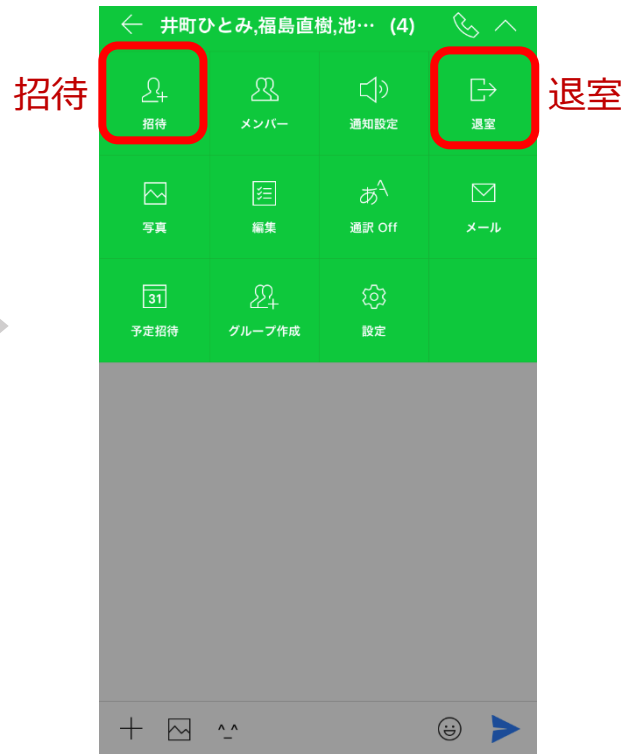 井町ひとみ,福島直樹,池… (4)
招待
退室
招待
メンバー
通知設定
退室
あA
写真
編集
通訳 Off
メール
31
予定招待
グループ作成
設定
^_^